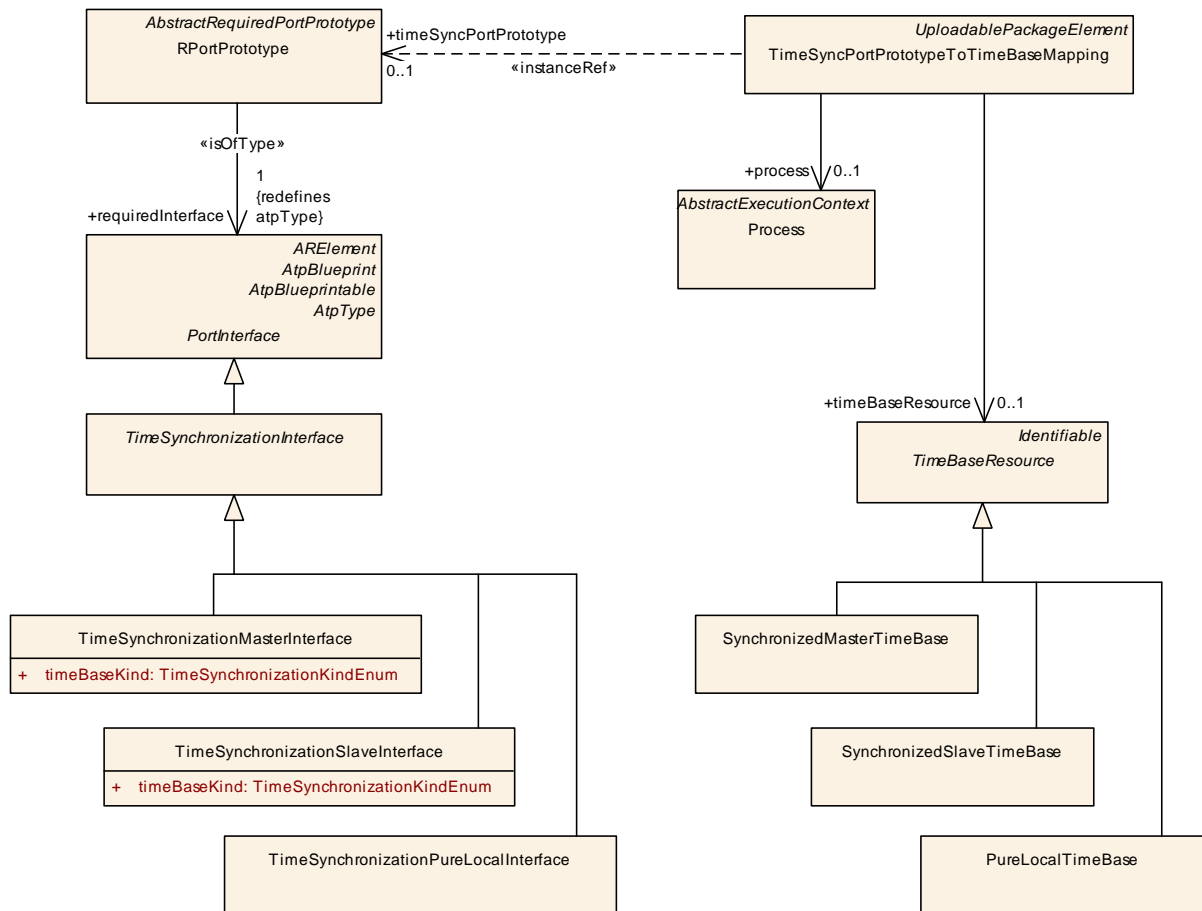 AbstractRequiredPortPrototype
RPortPrototype
+timeSyncPortPrototype
0..1
«instanceRef»
UploadablePackageElement
TimeSyncPortPrototypeToTimeBaseMapping
«isOfType»
1
{redefines
atpType}
+requiredInterface
+process
0..1
AbstractExecutionContext
Process
ARElement
AtpBlueprint
AtpBlueprintable
AtpType
PortInterface
+timeBaseResource
0..1
TimeSynchronizationInterface
Identifiable
TimeBaseResource
TimeSynchronizationMasterInterface
+ timeBaseKind: TimeSynchronizationKindEnum
SynchronizedMasterTimeBase
TimeSynchronizationSlaveInterface
+ timeBaseKind: TimeSynchronizationKindEnum
SynchronizedSlaveTimeBase
TimeSynchronizationPureLocalInterface
PureLocalTimeBase